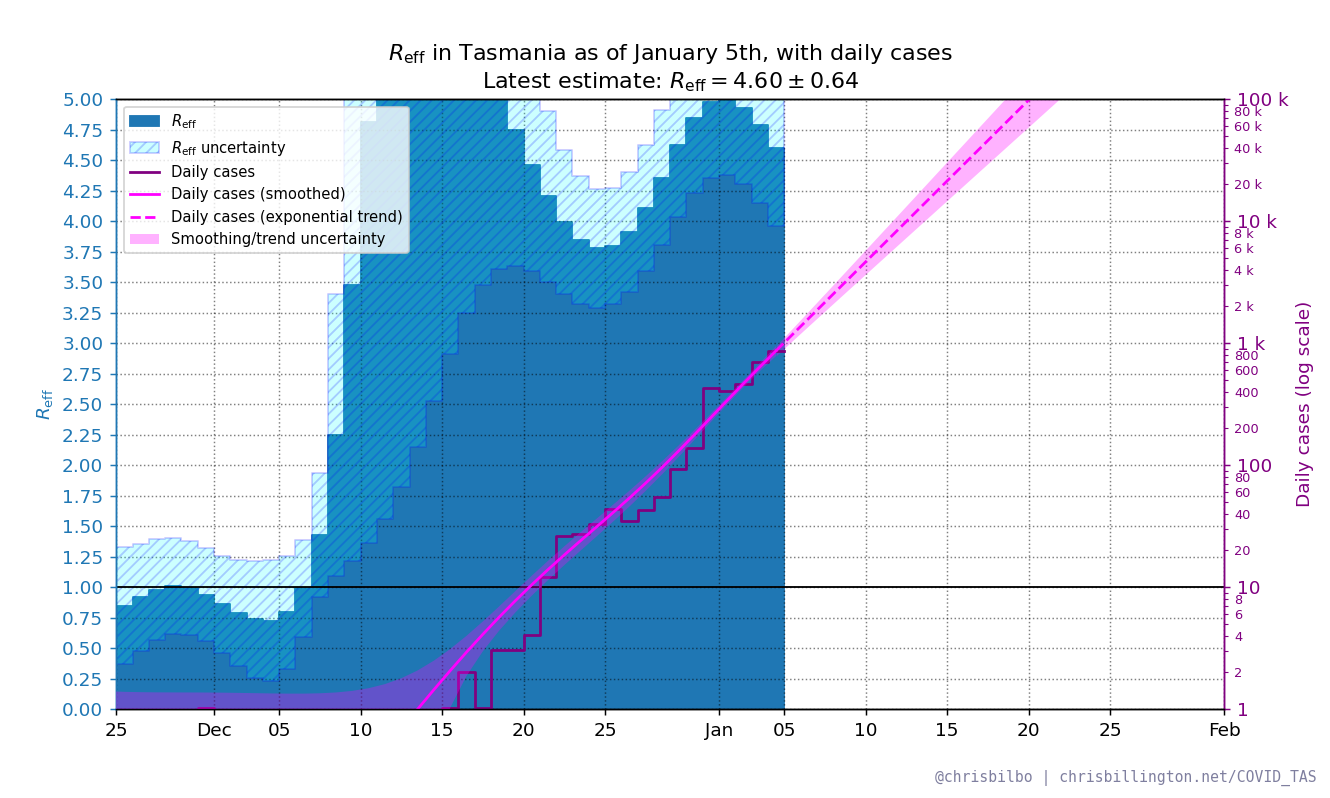 R_eff in Tasmania as of January 5th, with daily cases
Latest estimate: R_eff = 4.60 ± 0.64
R_eff
R_eff uncertainty
Daily cases
Daily cases (smoothed)
Daily cases (exponential trend)
Smoothing/trend uncertainty
R_eff
5.00
4.75
4.50
4.25
4.00
3.75
3.50
3.25
3.00
2.75
2.50
2.25
2.00
1.75
1.50
1.25
1.00
0.75
0.50
0.25
0.00
100 k
80 k
60 k
40 k
20 k
10 k
8 k
6 k
4 k
2 k
1 k
800
600
400
200
100
80
60
40
20
10
8
6
4
2
1
Daily cases (log scale)
25 Dec 05 10 15 20 25 Jan 05 10 15 20 25 Feb
@chrisbilbo | chrisbillington.net/COVID_TAS